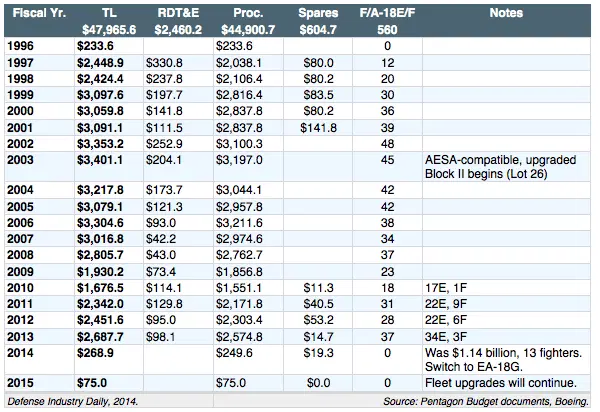 Fiscal Yr. TL RDT&E Proc. Spares F/A-18E/F Notes
$47,965.6 $2,460.2 $44,900.7 $604.7 560
1996 $233.6 $233.6 0
1997 $2,448.9 $330.8 $2,038.1 $80.0 12
1998 $2,424.4 $237.8 $2,106.4 $80.2 20
1999 $3,097.6 $197.7 $2,816.4 $83.5 30
2000 $3,059.8 $141.8 $2,837.8 $80.2 36
2001 $3,091.1 $111.5 $2,837.8 $141.8 39
2002 $3,353.2 $252.9 $3,100.3 48
2003 $3,401.1 $204.1 $3,197.0 45 AESA-compatible, upgraded
Block II begins (Lot 26)
2004 $3,217.8 $173.7 $3,044.1 42
2005 $3,079.1 $121.3 $2,957.8 42
2006 $3,304.6 $93.0 $3,211.6 38
2007 $3,016.8 $42.2 $2,974.6 34
2008 $2,805.7 $43.0 $2,762.7 37
2009 $1,930.2 $73.4 $1,856.8 23
2010 $1,676.5 $114.1 $1,551.1 $11.3 18 17E, 1F
2011 $2,342.0 $129.8 $2,171.8 $40.5 31 22E, 9F
2012 $2,451.6 $95.0 $2,303.4 $53.2 28 22E, 6F
2013 $2,687.7 $98.1 $2,574.8 $14.7 37 34E, 3F
2014 $268.9 $249.6 $19.3 0 Was $1.14 billion, 13 fighters.
Switch to EA-18G.
2015 $75.0 $75.0 $0.0 0 Fleet upgrades will continue.
Defense Industry Daily, 2014. Source: Pentagon Budget documents, Boeing.